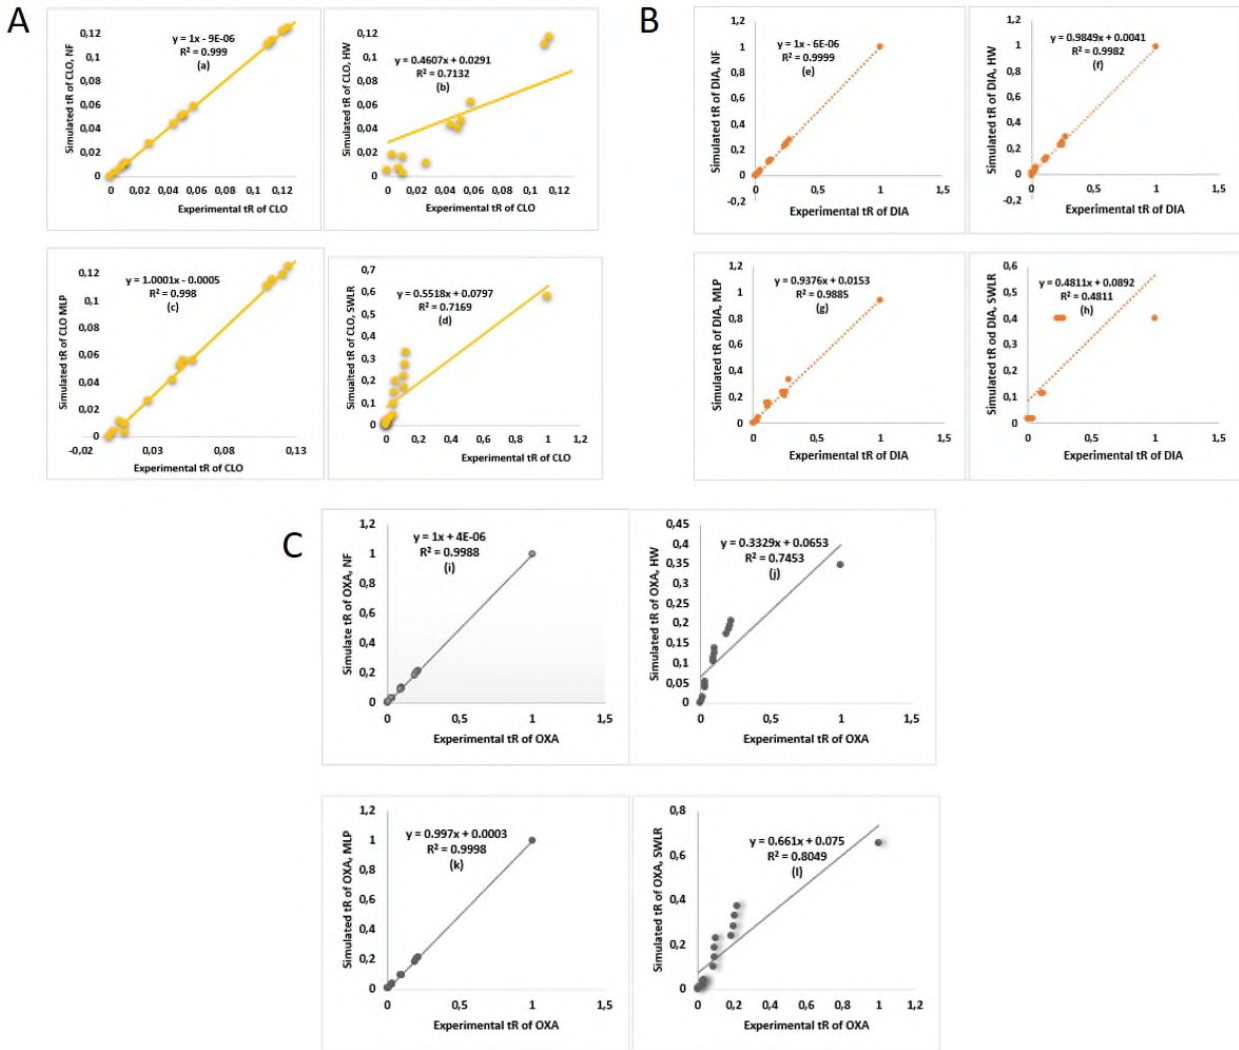 A
Simulated tR of CLO, NF
0,12
0,1
0,08
0,06
0,04
0,02
0
y = 1x - 9E-06
R² = 0.999
(a)
0 0,02 0,04 0,06 0,08 0,1 0,12
Experimental tR of CLO
Simulated tR of CLO, HW
0,12
0,1
0,08
0,06
0,04
0,02
0
y = 0.4607x + 0.0291
R² = 0.7132
(b)
0 0,02 0,04 0,06 0,08 0,1 0,12
Experimental tR of CLO
Simulated tR of CLO MLP
0,12
0,1
0,08
0,06
0,04
0,02
0
y = 1.0001x - 0.0005
R² = 0.998
(c)
-0,02 0,03 0,08 0,13
Experimental tR of CLO
Simualted tR of CLO, SWLR
0,7
0,6
0,5
0,4
0,3
0,2
0,1
0
y = 0.5518x + 0.0797
R² = 0.7169
(d)
0 0,2 0,4 0,6 0,8 1 1,2
Experimental tR of CLO
B
Simulated tR of DIA, NF
1,2
1
0,8
0,6
0,4
0,2
0
-0,2
y = 1x - 6E-06
R² = 0.9999
(e)
0 0,5 1 1,5
Experimental tR of DIA
Simulated tR of DIA, HW
1,2
1
0,8
0,6
0,4
0,2
0
-0,2
y = 0.9849x + 0.0041
R² = 0.9982
(f)
0 0,5 1 1,5
Experimental tR of DIA
Simulated tR of DIA, MLP
1,2
1
0,8
0,6
0,4
0,2
0
y = 0.9376x + 0.0153
R² = 0.9885
(g)
0 0,5 1 1,5
Experimental tR of DIA
Simulated tR od DIA, SWLR
0,6
0,5
0,4
0,3
0,2
0,1
0
y = 0.4811x + 0.0892
R² = 0.4811
(h)
0 0,5 1 1,5
Experimental tR of DIA
C
Simulate tR of OXA, NF
1,2
1
0,8
0,6
0,4
0,2
0
y = 1x + 4E-06
R² = 0.9988
(i)
0 0,5 1 1,5
Experimental tR of OXA
Simulated tR of OXA, HW
0,45
0,4
0,35
0,3
0,25
0,2
0,15
0,1
0,05
0
y = 0.3329x + 0.0653
R² = 0.7453
(j)
0 0,5 1 1,5
Experimental tR of OXA
Simulated tR of OXA, MLP
1,2
1
0,8
0,6
0,4
0,2
0
y = 0.997x + 0.0003
R² = 0.9998
(k)
0 0,5 1 1,5
Experimental tR of OXA
Simulated tR of OXA, SWLR
0,8
0,6
0,4
0,2
0
y = 0.661x + 0.075
R² = 0.8049
(l)
0 0,2 0,4 0,6 0,8 1 1,2
Experimental tR of OXA